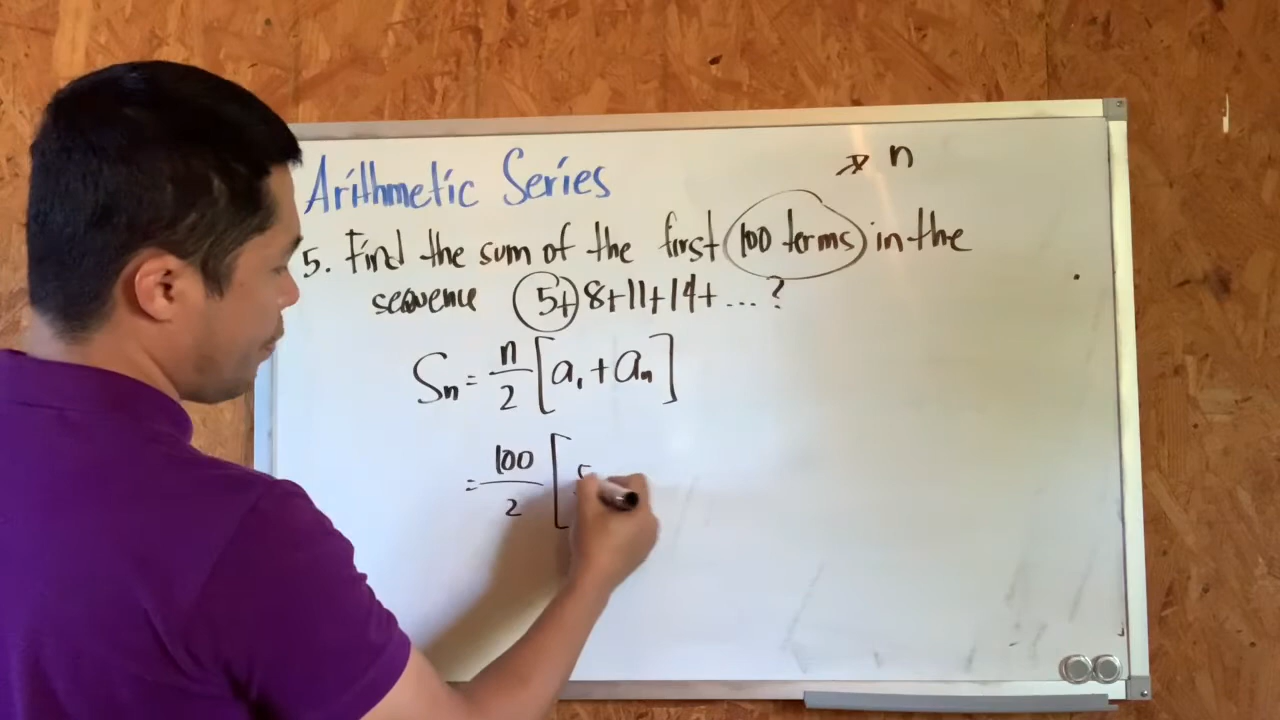 Arithmetic Series
n
5. Find the sum of the first 100 terms in the
sequence 5+8+11+14+ ... ?
Sn = n/2 [a1 + an]
= 100/2 [5